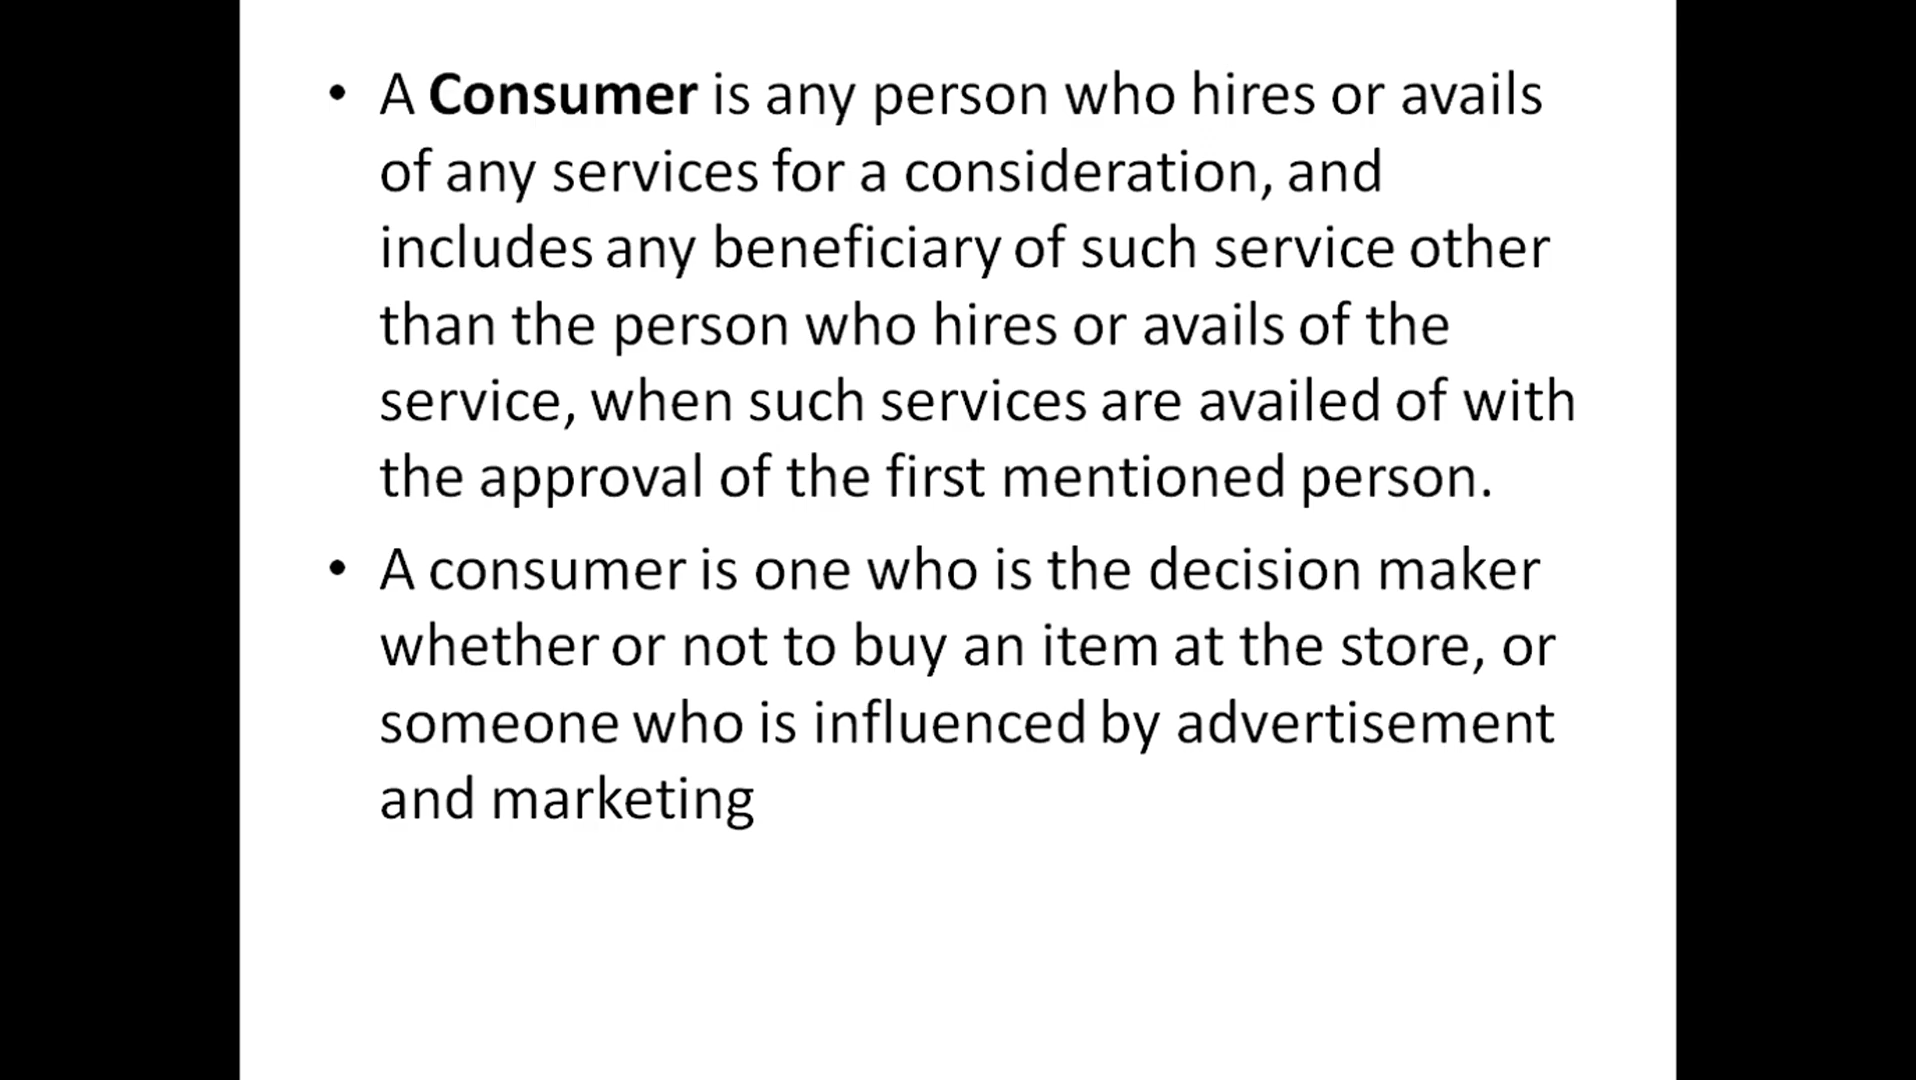 • A Consumer is any person who hires or avails
of any services for a consideration, and
includes any beneficiary of such service other
than the person who hires or avails of the
service, when such services are availed of with
the approval of the first mentioned person.
• A consumer is one who is the decision maker
whether or not to buy an item at the store, or
someone who is influenced by advertisement
and marketing